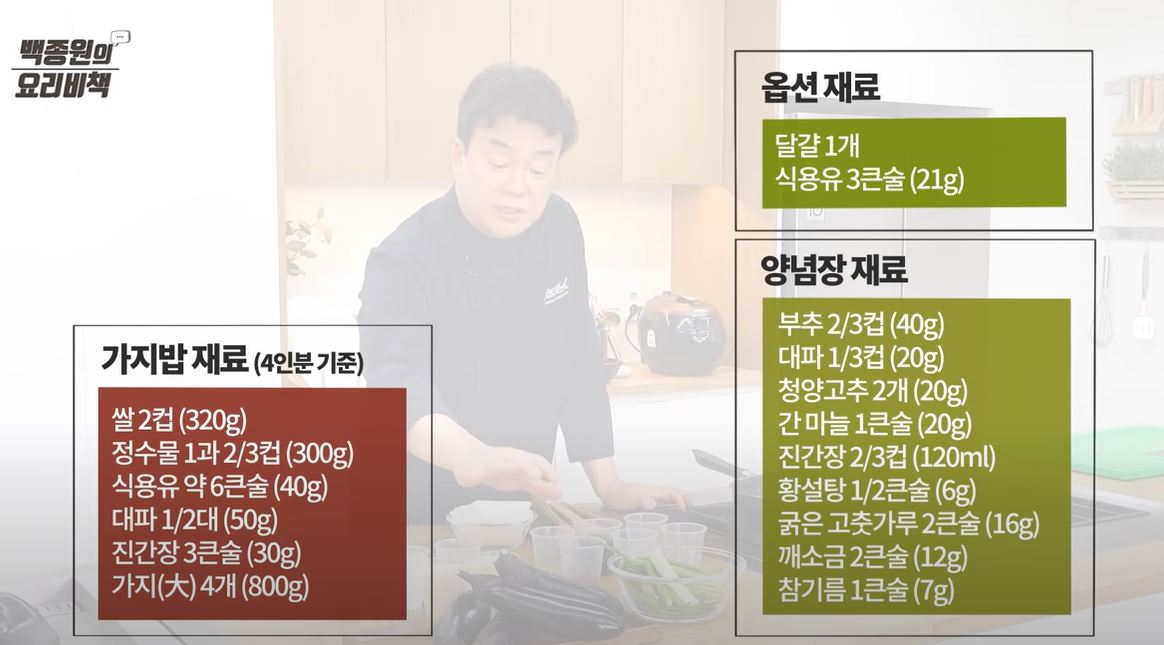 백종원의
요리비책
옵션 재료
달걀 1개
식용유 3큰술 (21g)
양념장 재료
부추 2/3컵 (40g)
대파 1/3컵 (20g)
청양고추 2개 (20g)
간 마늘 1큰술 (20g)
진간장 2/3컵 (120ml)
황설탕 1/2큰술 (6g)
굵은 고춧가루 2큰술 (16g)
깨소금 2큰술 (12g)
참기름 1큰술 (7g)
가지밥 재료 (4인분 기준)
쌀 2컵 (320g)
정수물 1과 2/3컵 (300g)
식용유 약 6큰술 (40g)
대파 1/2대 (50g)
진간장 3큰술 (30g)
가지(大) 4개 (800g)